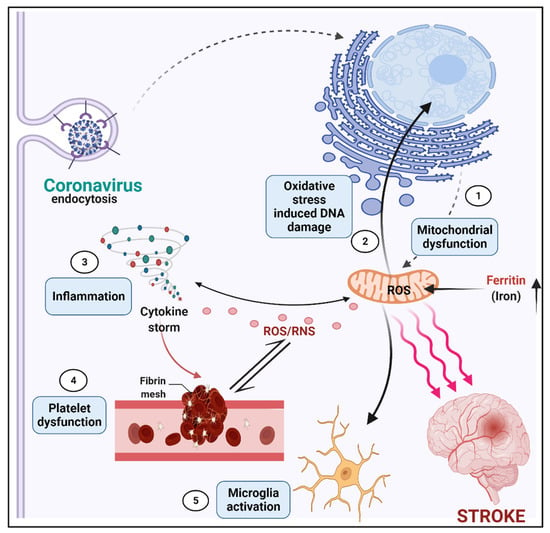 Coronavirus
endocytosis
Oxidative
stress
induced DNA
damage
1
2
Mitochondrial
dysfunction
3
Inflammation
Cytokine
storm
ROS
Ferritin
(Iron)
ROS/RNS
4
Platelet
dysfunction
Fibrin
mesh
5
Microglia
activation
STROKE